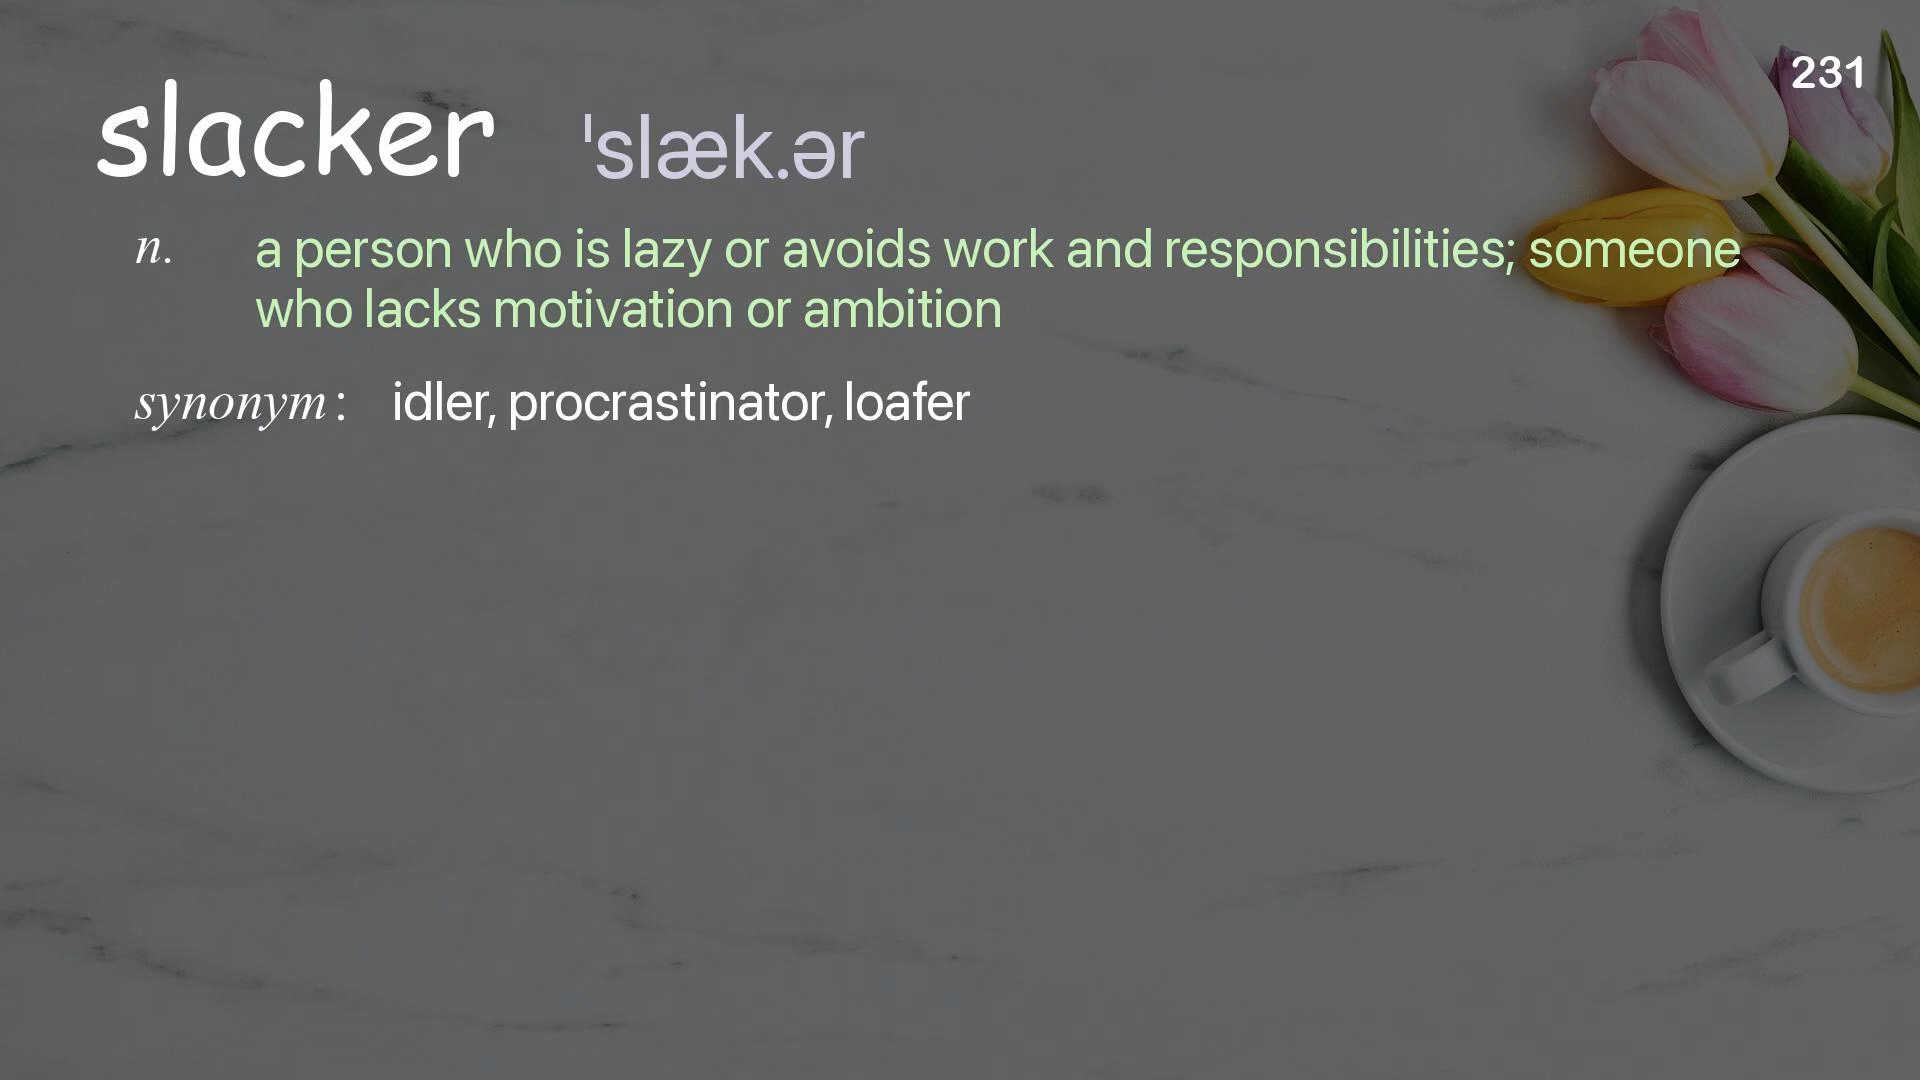 231
slacker ˈslæk.ər
n. a person who is lazy or avoids work and responsibilities; someone
who lacks motivation or ambition
synonym : idler, procrastinator, loafer